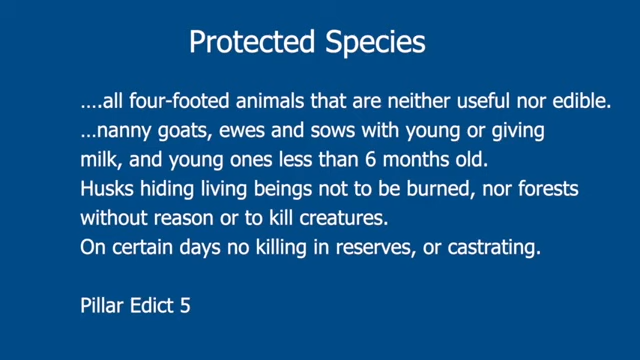 Protected Species
….all four-footed animals that are neither useful nor edible.
…nanny goats, ewes and sows with young or giving
milk, and young ones less than 6 months old.
Husks hiding living beings not to be burned, nor forests
without reason or to kill creatures.
On certain days no killing in reserves, or castrating.
Pillar Edict 5